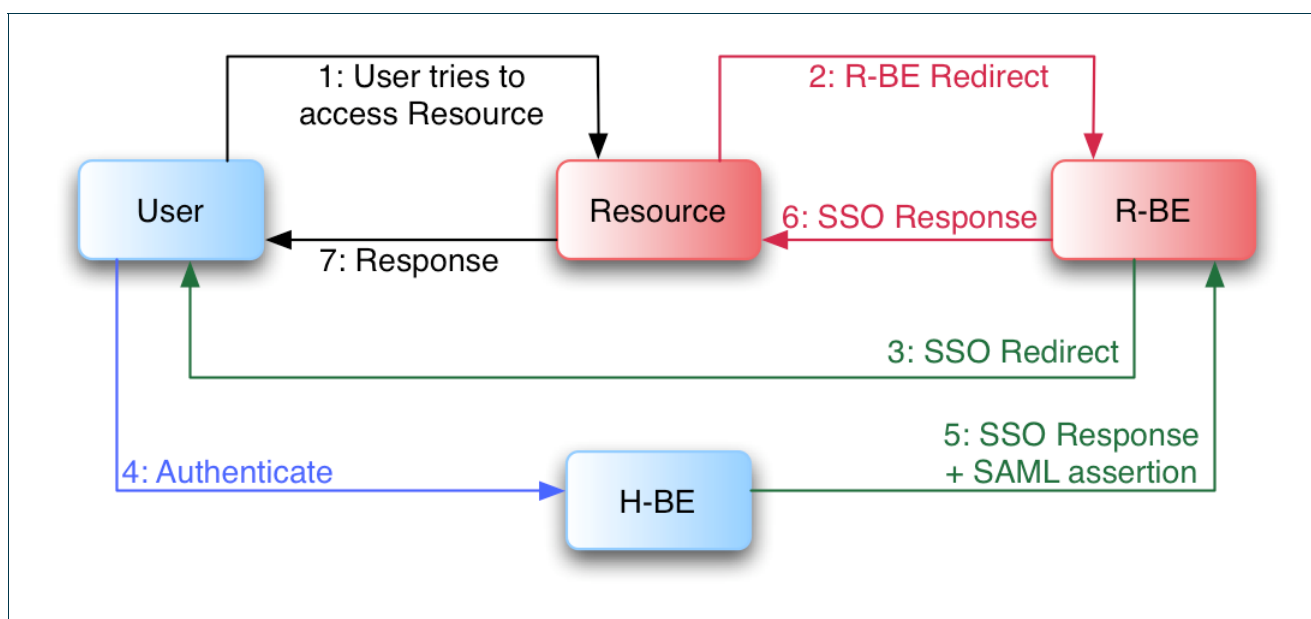 1: User tries to
access Resource
2: R-BE Redirect
User
Resource
R-BE
6: SSO Response
7: Response
3: SSO Redirect
4: Authenticate
5: SSO Response
+ SAML assertion
H-BE